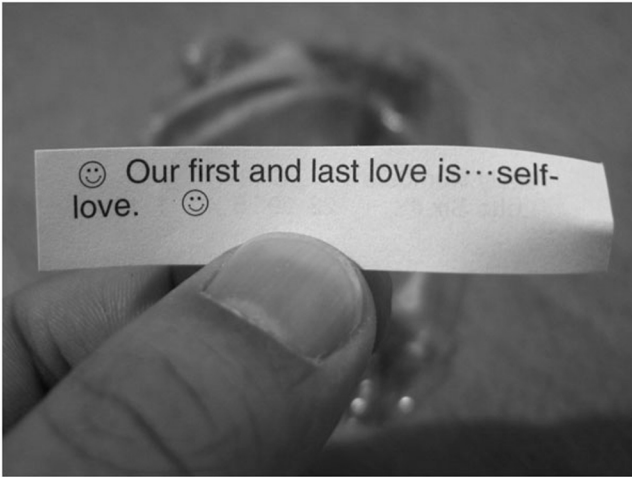 ☺ Our first and last love is···self-
love. ☺